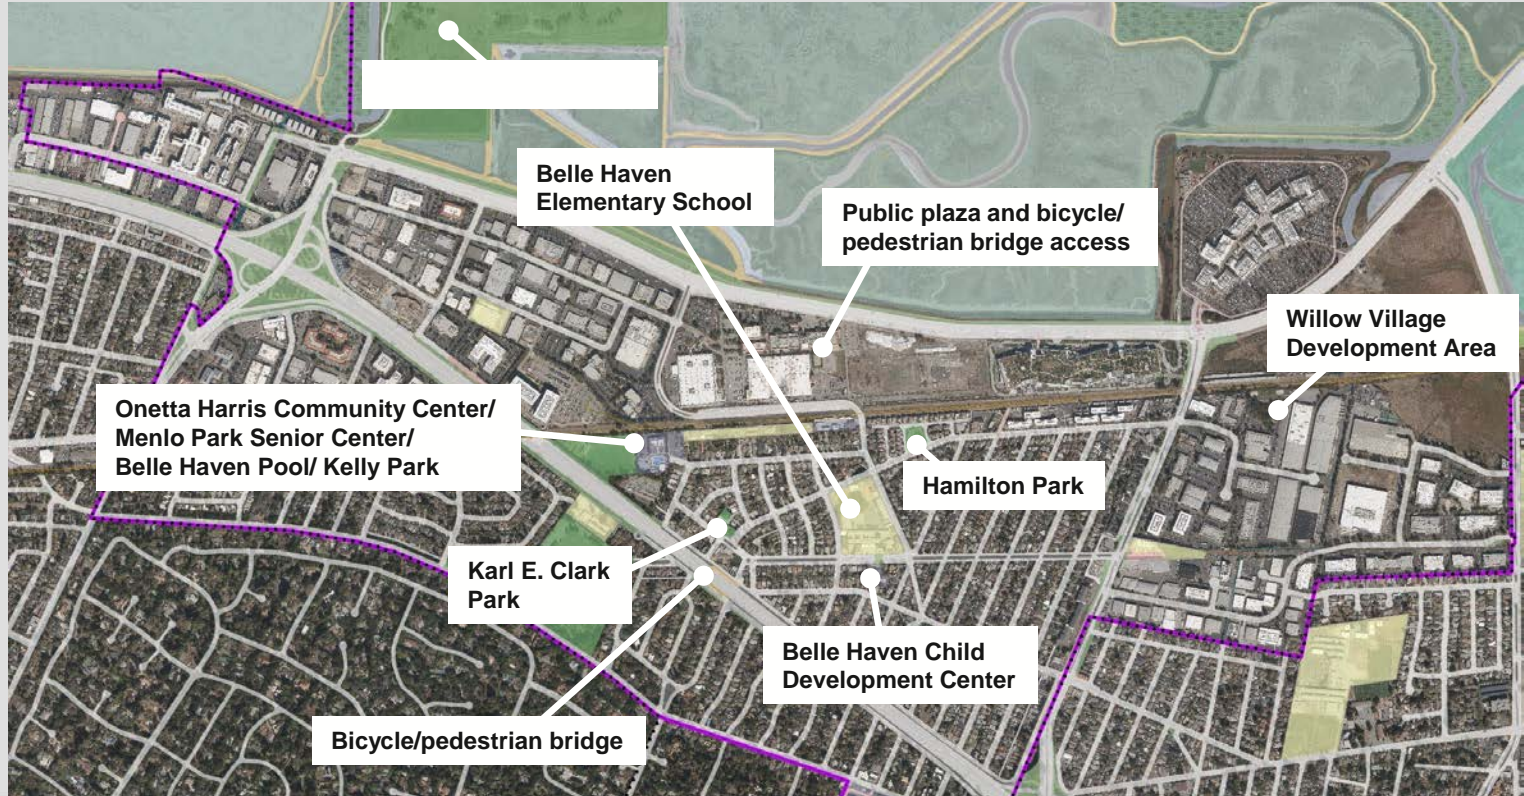 Belle Haven
Elementary School
Public plaza and bicycle/
pedestrian bridge access
Willow Village
Development Area
Onetta Harris Community Center/
Menlo Park Senior Center/
Belle Haven Pool/ Kelly Park
Hamilton Park
Karl E. Clark
Park
Belle Haven Child
Development Center
Bicycle/pedestrian bridge